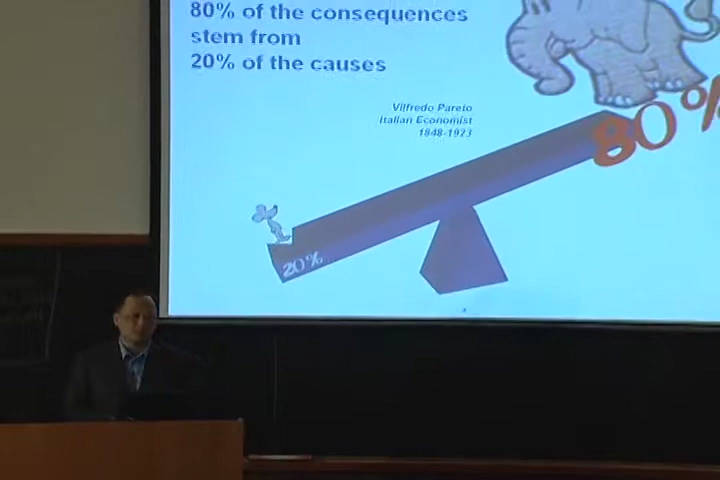 80% of the consequences
stem from
20% of the causes
Vilfredo Pareto
Italian Economist
1848-1923
80%
20%